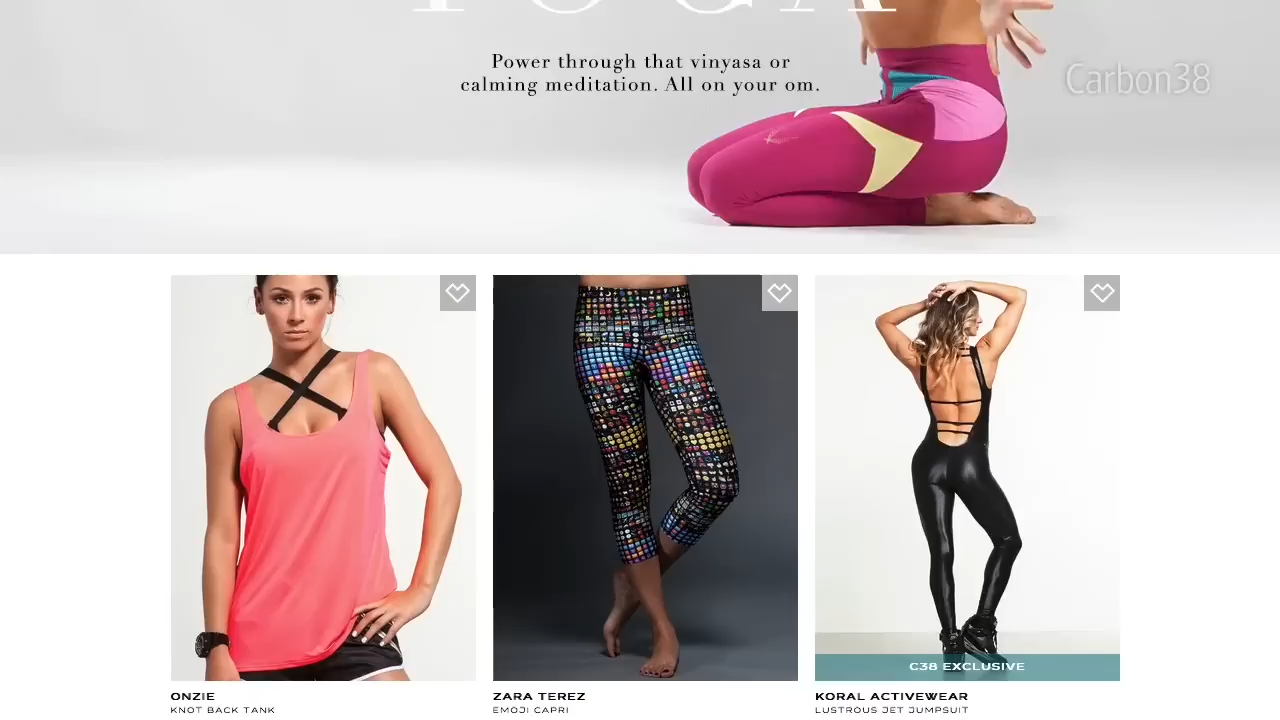 YOGA
Power through that vinyasa or
calming meditation. All on your om.
Carbon38
C38 EXCLUSIVE
ONZIE
KNOT BACK TANK
ZARA TEREZ
EMOJI CAPRI
KORAL ACTIVEWEAR
LUSTROUS JET JUMPSUIT